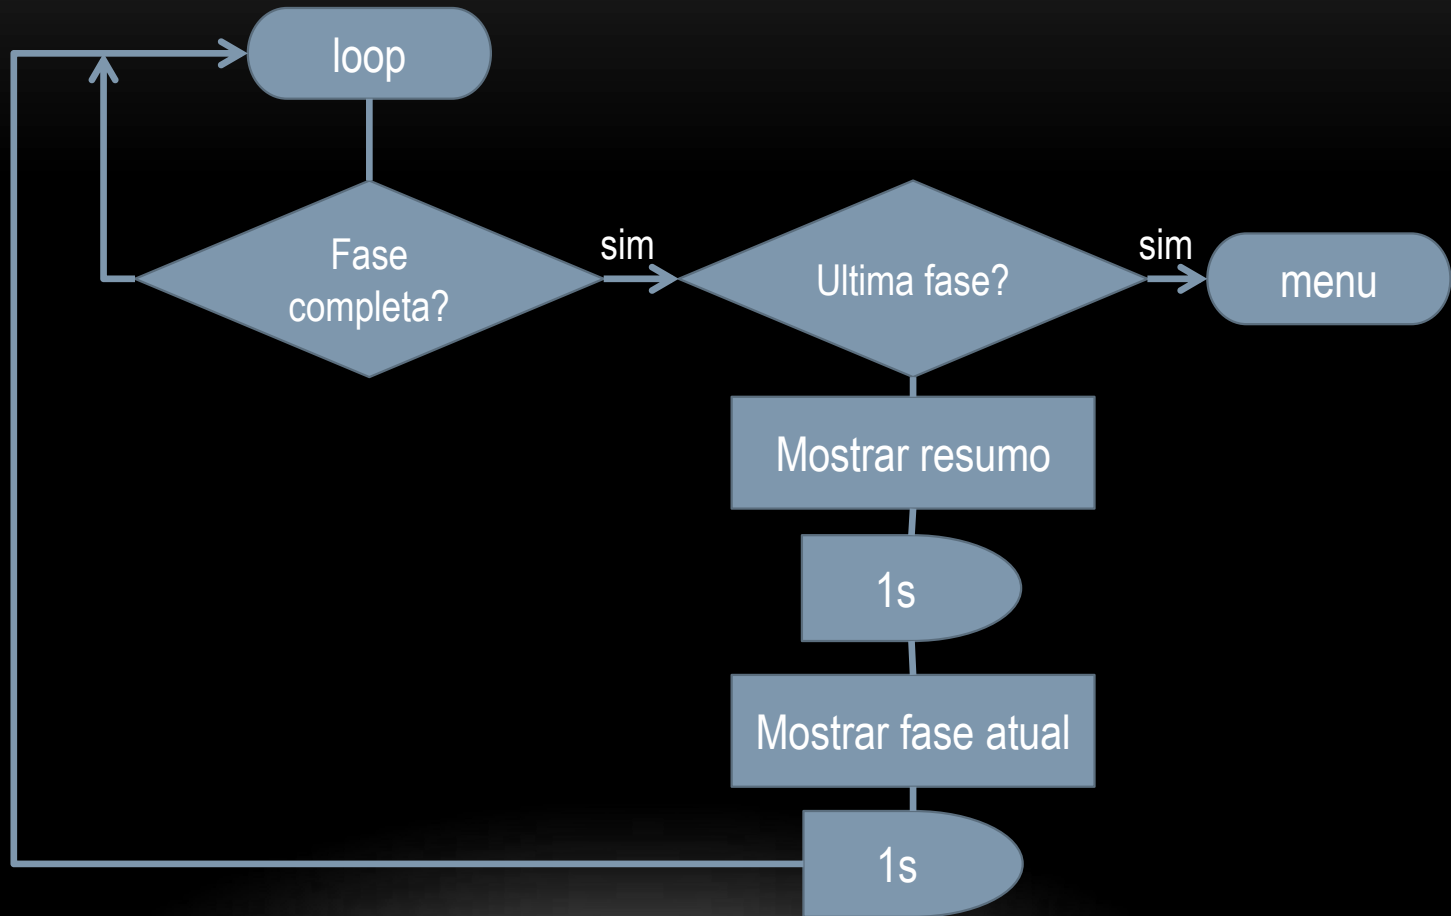 loop
Fase
completa?
sim
Ultima fase?
sim
menu
Mostrar resumo
1s
Mostrar fase atual
1s